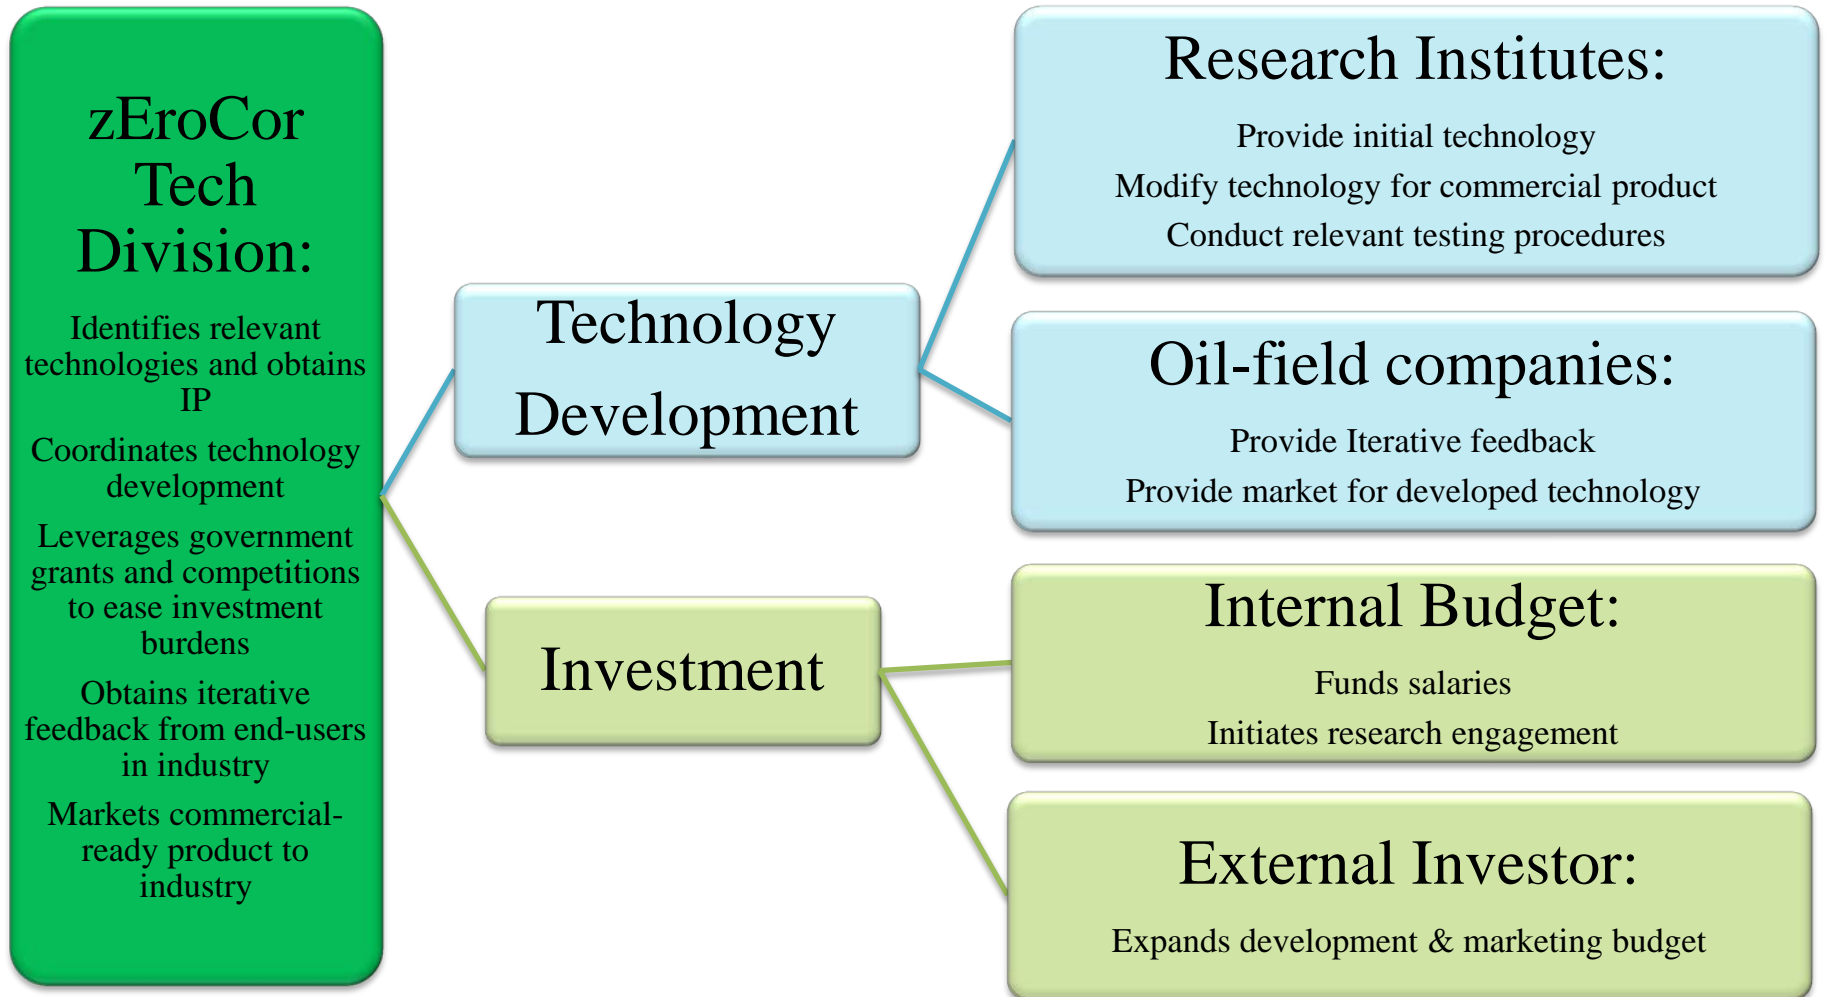 zEroCor
Tech
Division:
Identifies relevant
technologies and obtains
IP
Coordinates technology
development
Leverages government
grants and competitions
to ease investment
burdens
Obtains iterative
feedback from end-users
in industry
Markets commercial-
ready product to
industry
Technology
Development
Research Institutes:
Provide initial technology
Modify technology for commercial product
Conduct relevant testing procedures
Oil-field companies:
Provide Iterative feedback
Provide market for developed technology
Investment
Internal Budget:
Funds salaries
Initiates research engagement
External Investor:
Expands development & marketing budget